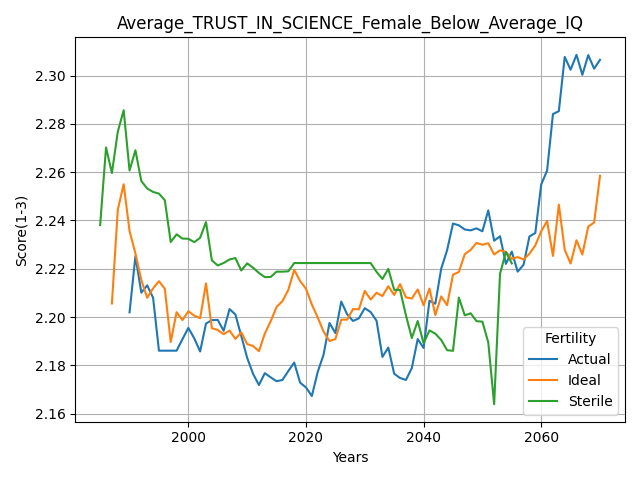 Average_TRUST_IN_SCIENCE_Female_Below_Average_IQ
Score(1-3)
2.30
2.28
2.26
2.24
2.22
2.20
2.18
2.16
2000
2020
2040
2060
Years
Fertility
Actual
Ideal
Sterile